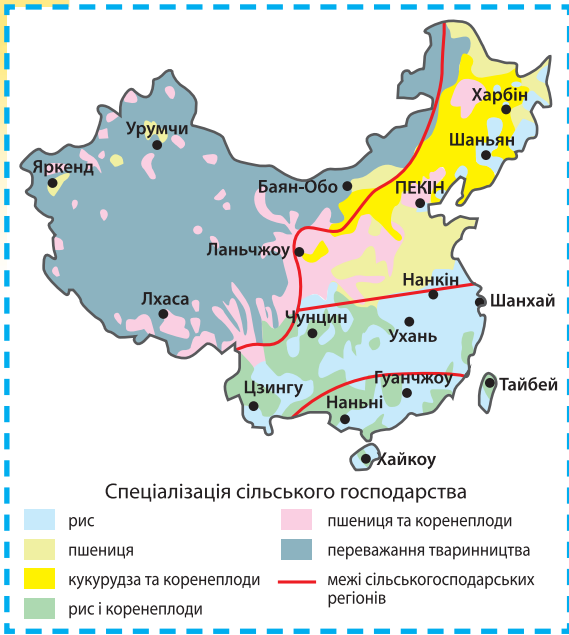 Харбін
Урумчи
Шаньян
Яркенд
Баян-Обо
ПЕКІН
Ланьчжоу
Нанкін
Лхаса
Шанхай
Чунцин
Ухань
Гуанчжоу
Цзингу
Тайбей
Наньні
Хайкоу
Спеціалізація сільського господарства
рис
пшениця та коренеплоди
пшениця
переважання тваринництва
кукурудза та коренеплоди
межі сільськогосподарських
регіонів
рис і коренеплоди